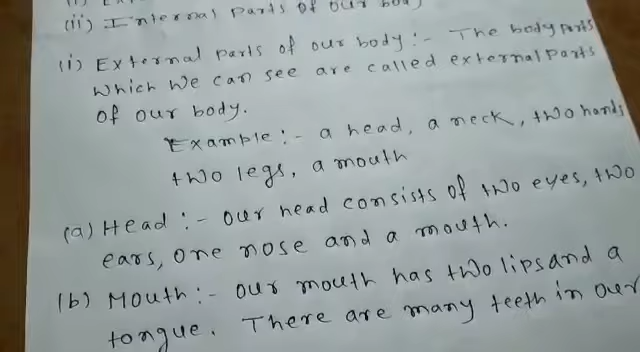 (ii) Internal parts of our body
(i) External parts of our body :- The body parts
which we can see are called external parts
of our body.
Example :- a head, a neck, two hands
two legs, a mouth
(a) Head :- our head consists of two eyes, two
ears, one nose and a mouth.
(b) Mouth :- our mouth has two lips and a
tongue. There are many teeth in our